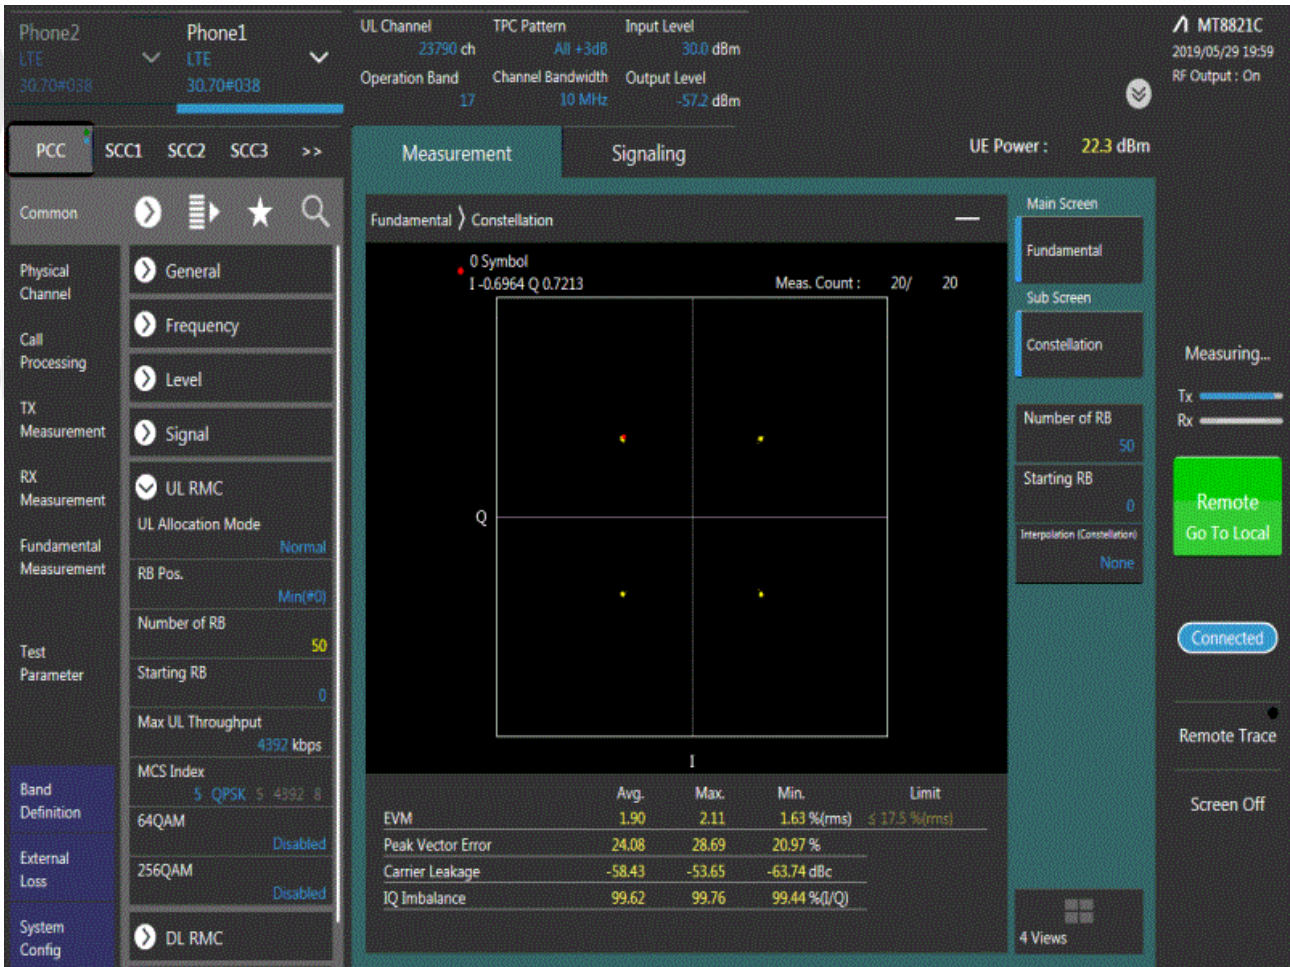 Phone2
LTE
30.70#038
Phone1
LTE
30.70#038
UL Channel
23790 ch
TPC Pattern
All +3dB
Input Level
30.0 dBm
Operation Band
17
Channel Bandwidth
10 MHz
Output Level
-57.2 dBm
MT8821C
2019/05/29 19:59
RF Output : On
PCC SCC1 SCC2 SCC3 >>
Measurement
Signaling
UE Power : 22.3 dBm
Common
Physical
Channel
Call
Processing
TX
Measurement
RX
Measurement
Fundamental
Measurement
Test
Parameter
Band
Definition
External
Loss
System
Config
General
Frequency
Level
Signal
UL RMC
UL Allocation Mode
Normal
RB Pos.
Min(#0)
Number of RB
50
Starting RB
0
Max UL Throughput
4392 kbps
MCS Index
5 QPSK 5 4392 8
64QAM
Disabled
256QAM
Disabled
DL RMC
Fundamental 〉 Constellation
0 Symbol
I -0.6964 Q 0.7213
Meas. Count : 20/ 20
Q
I
Avg. Max. Min. Limit
EVM 1.90 2.11 1.63 %(rms) ≤ 17.5 %(rms)
Peak Vector Error 24.08 28.69 20.97 %
Carrier Leakage -58.43 -53.65 -63.74 dBc
IQ Imbalance 99.62 99.76 99.44 %(I/Q)
Main Screen
Fundamental
Sub Screen
Constellation
Number of RB
50
Starting RB
0
Interpolation (Constellation)
None
4 Views
Measuring...
Tx
Rx
Remote
Go To Local
Connected
Remote Trace
Screen Off